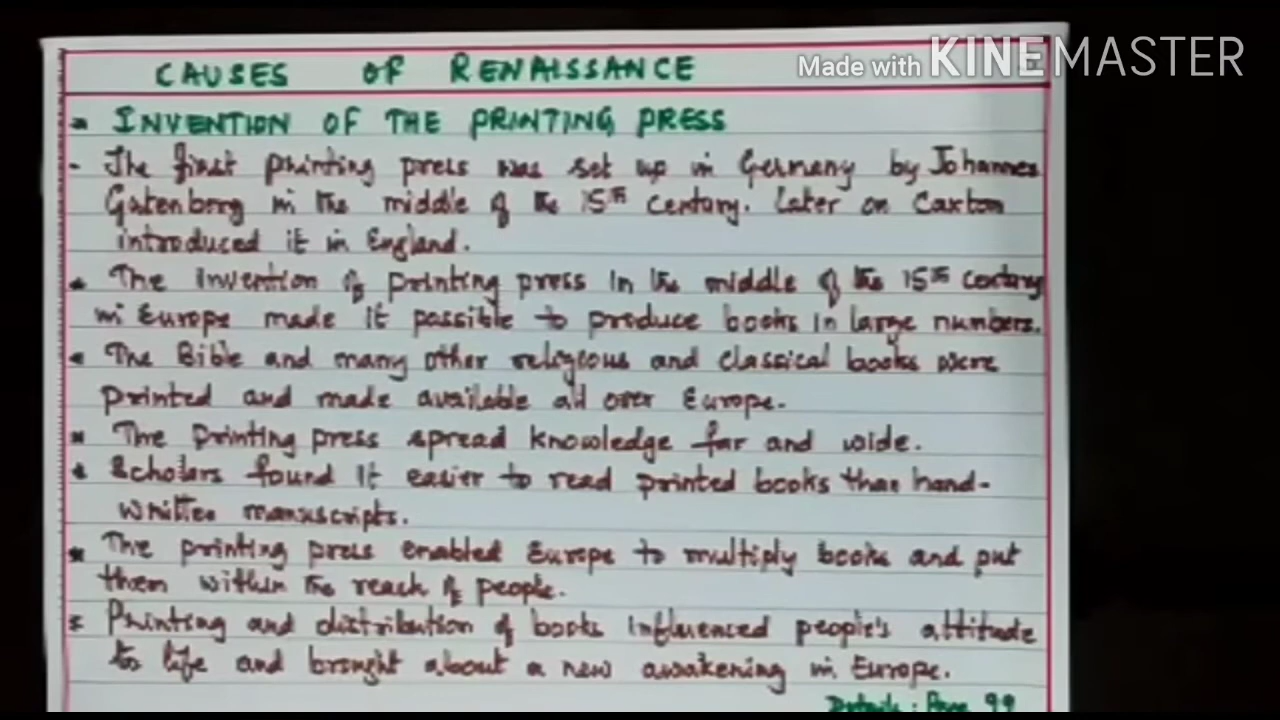 CAUSES OF RENAISSANCE
Made with KINEMASTER
INVENTION OF THE PRINTING PRESS
- The first printing press was set up in Germany by Johannes
Gutenberg in the middle of the 15th century. Later on Caxton
introduced it in England.
* The invention of printing press in the middle of the 15th century
in Europe made it possible to produce books in large numbers.
* The Bible and many other religious and classical books were
printed and made available all over Europe.
* The printing press spread knowledge far and wide.
* Scholars found it easier to read printed books than hand-
written manuscripts.
* The printing press enabled Europe to multiply books and put
them within the reach of people.
* Printing and distribution of books influenced people's attitude
to life and brought about a new awakening in Europe.
Details : Page 99